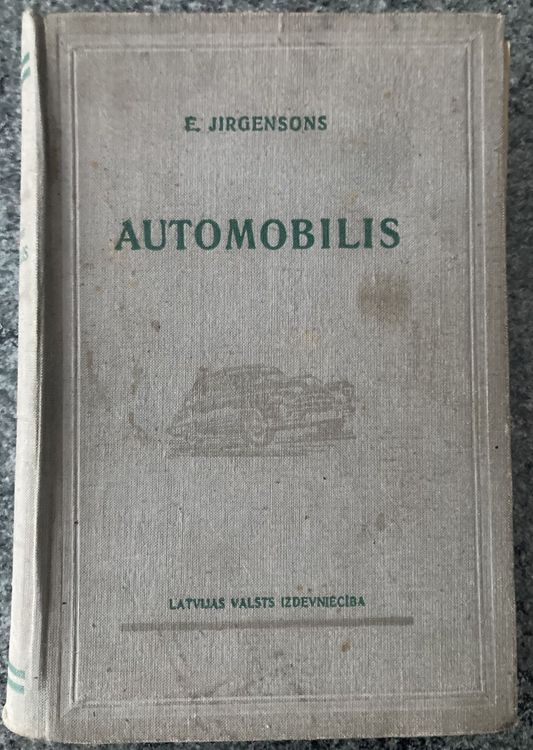 E. JIRGENSONS
AUTOMOBILIS
LATVIJAS VALSTS IZDEVNIECĪBA